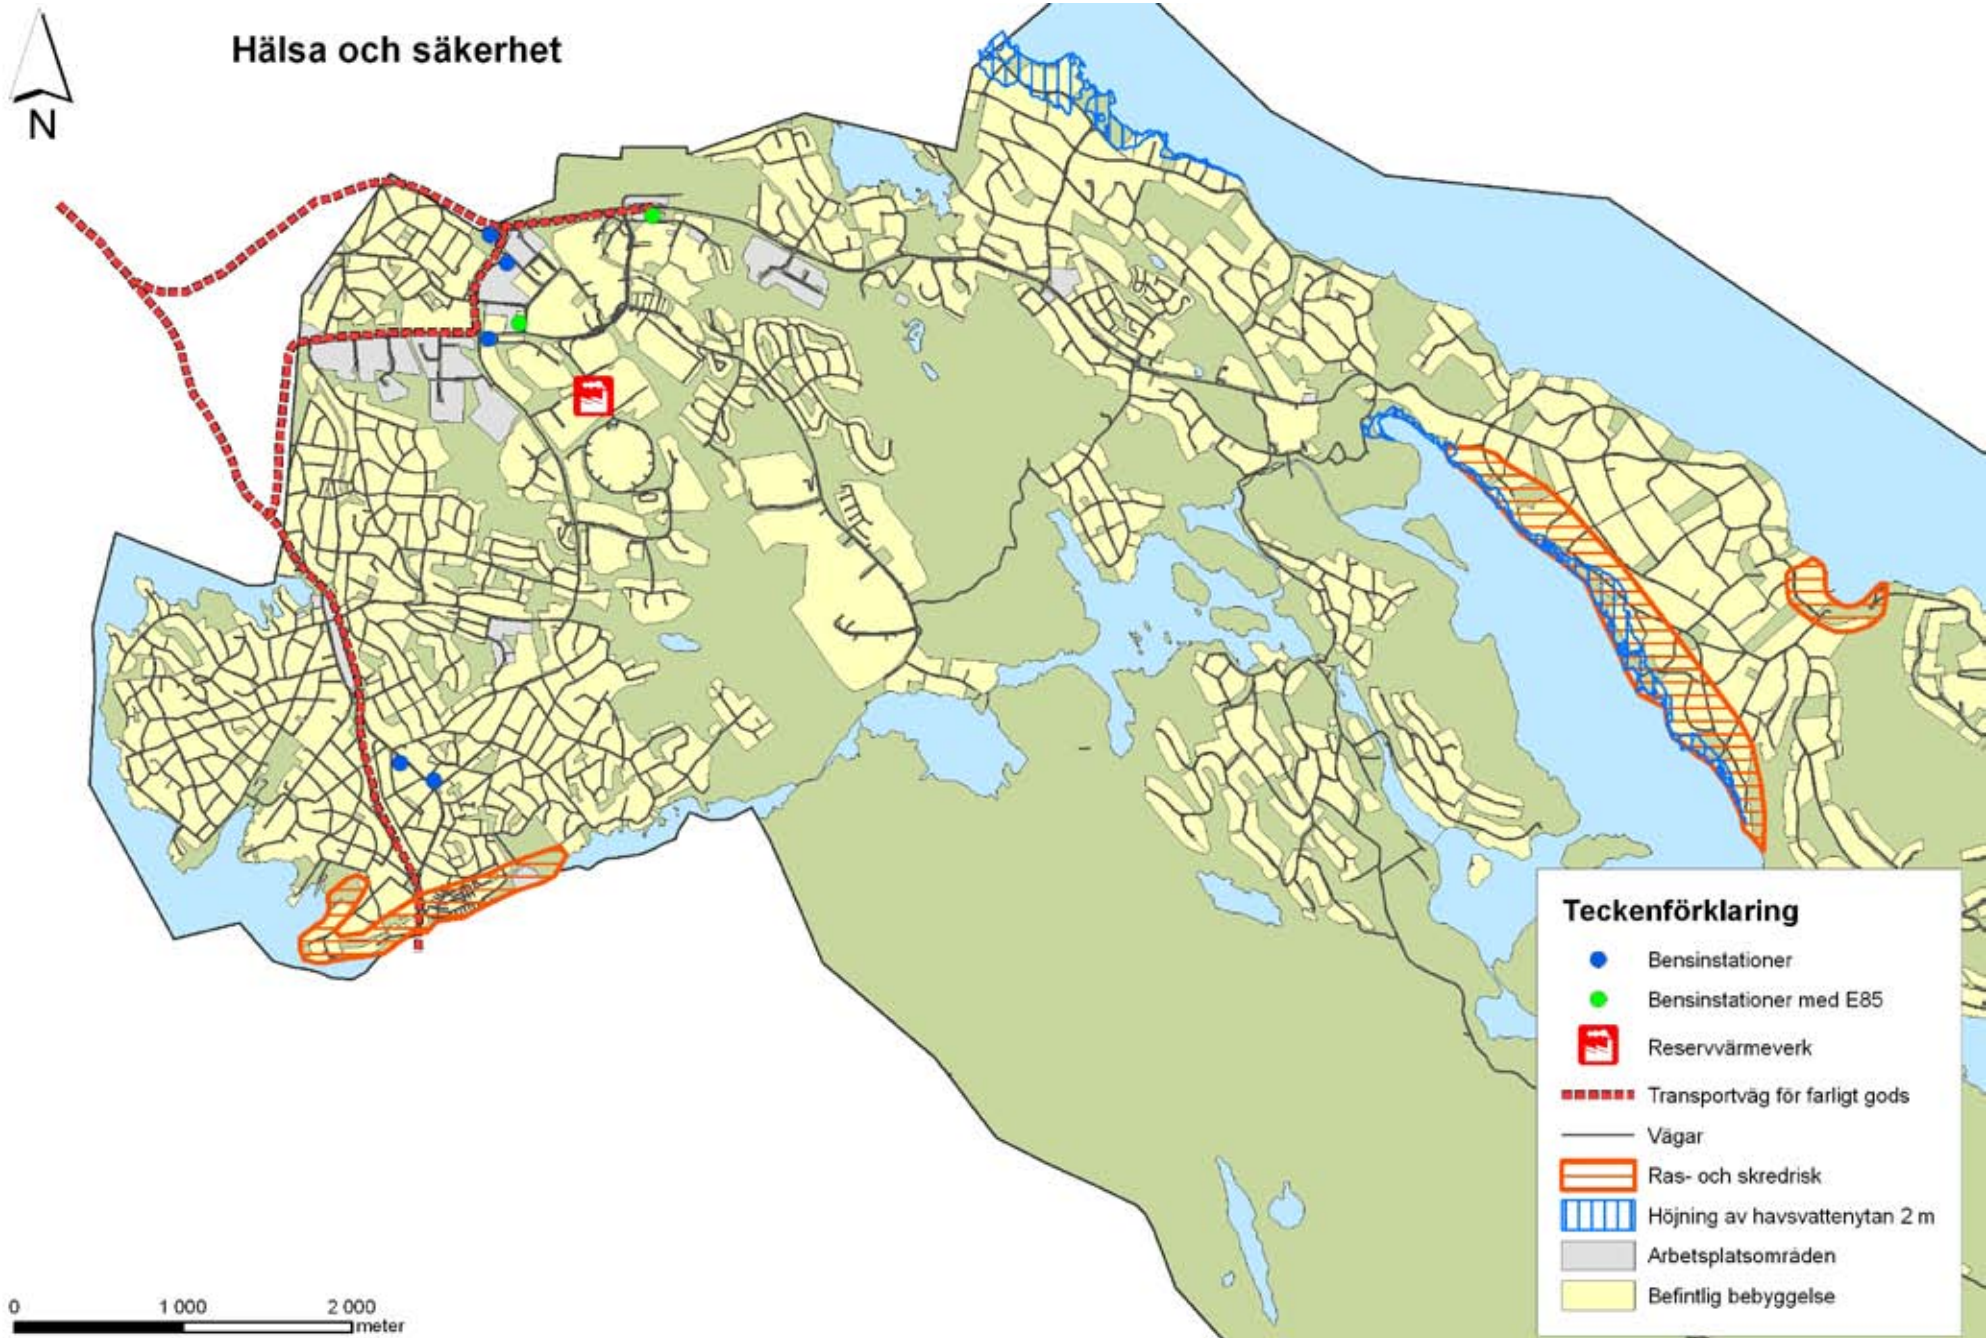 Hälsa och säkerhet
N
Teckenförklaring
Bensinstationer
Bensinstationer med E85
Reservvärmeverk
Transportväg för farligt gods
Vägar
Ras- och skredrisk
Höjning av havsvattenytan 2 m
Arbetsplatsområden
Befintlig bebyggelse
0 1 000 2 000
meter